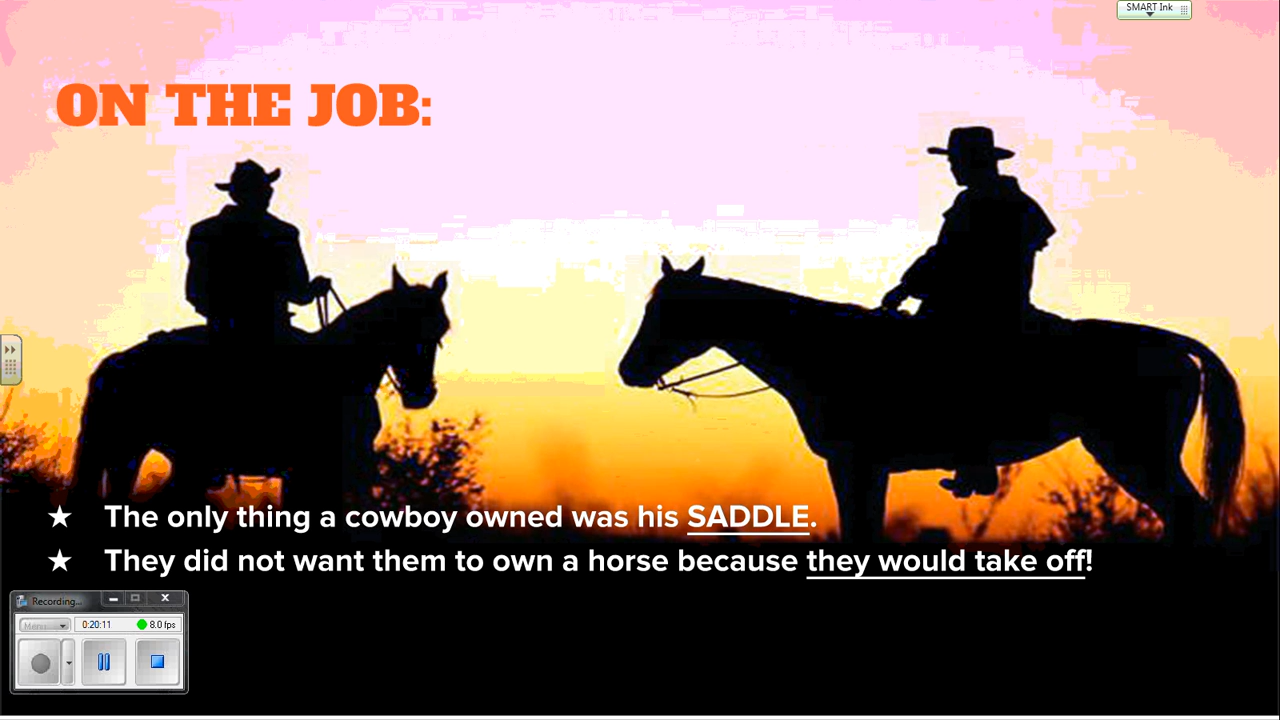 SMART Ink
ON THE JOB:
★ The only thing a cowboy owned was his SADDLE.
★ They did not want them to own a horse because they would take off!
Recording...
Menu 0:20:11 8.0 fps